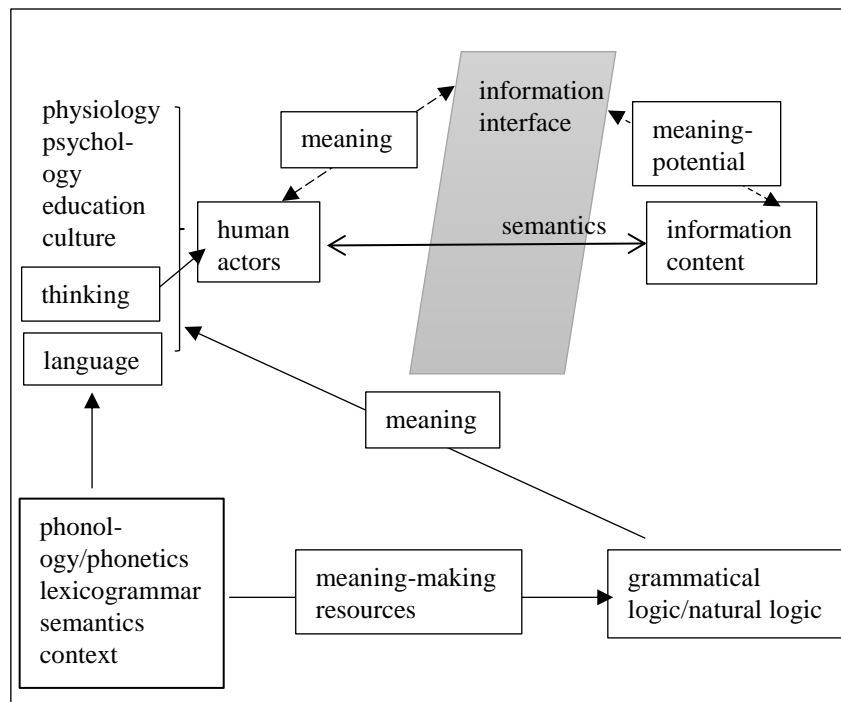 physiology
psychol-
ogy
education
culture
thinking
language
human
actors
meaning
information
interface
meaning-
potential
semantics
information
content
meaning
phonol-
ogy/phonetics
lexicogrammar
semantics
context
meaning-making
resources
grammatical
logic/natural logic